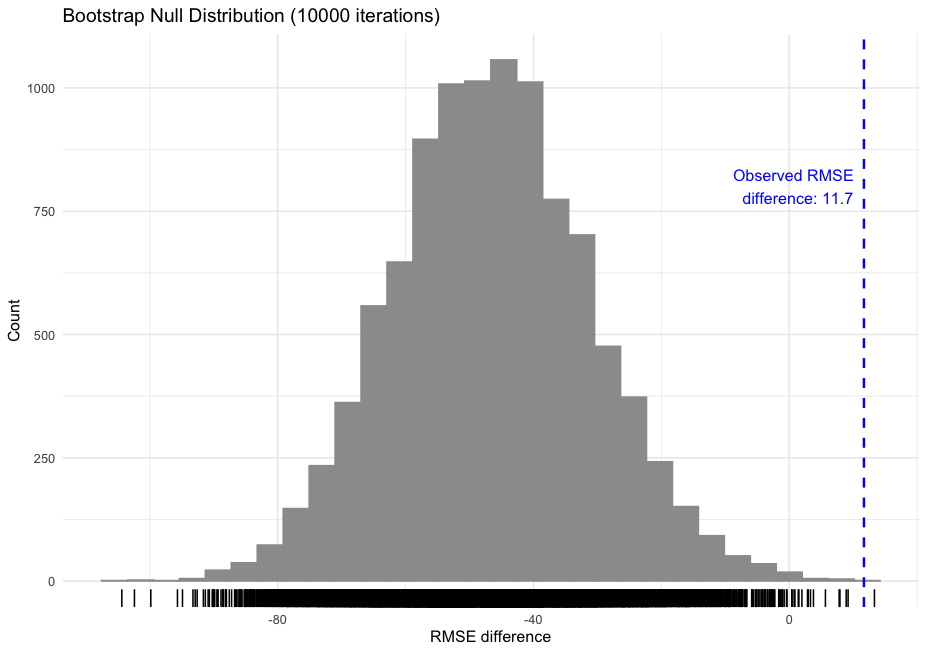 Bootstrap Null Distribution (10000 iterations)
1000
750
500
250
0
Count
Observed RMSE
difference: 11.7
-80
-40
0
RMSE difference